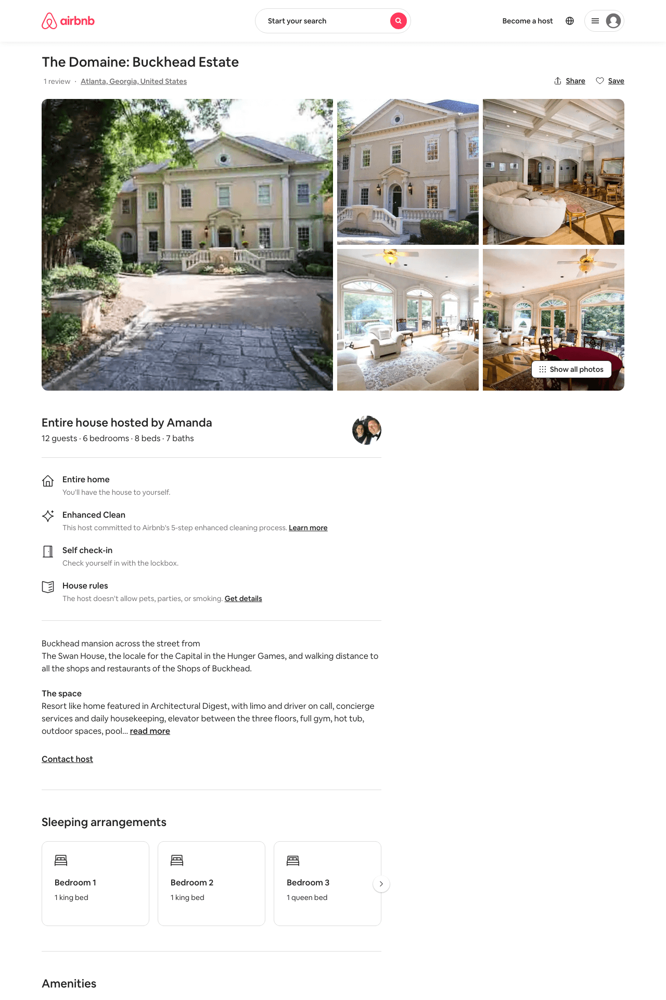 airbnb
Start your search
Become a host
The Domaine: Buckhead Estate
1 review · Atlanta, Georgia, United States
Share
Save
Show all photos
Entire house hosted by Amanda
12 guests · 6 bedrooms · 8 beds · 7 baths
Entire home
You’ll have the house to yourself.
Enhanced Clean
This host committed to Airbnb's 5-step enhanced cleaning process. Learn more
Self check-in
Check yourself in with the lockbox.
House rules
The host doesn’t allow pets, parties, or smoking. Get details
Buckhead mansion across the street from
The Swan House, the locale for the Capital in the Hunger Games, and walking distance to
all the shops and restaurants of the Shops of Buckhead.
The space
Resort like home featured in Architectural Digest, with limo and driver on call, concierge
services and daily housekeeping, elevator between the three floors, full gym, hot tub,
outdoor spaces, pool… read more
Contact host
Sleeping arrangements
Bedroom 1
1 king bed
Bedroom 2
1 king bed
Bedroom 3
1 queen bed
Amenities